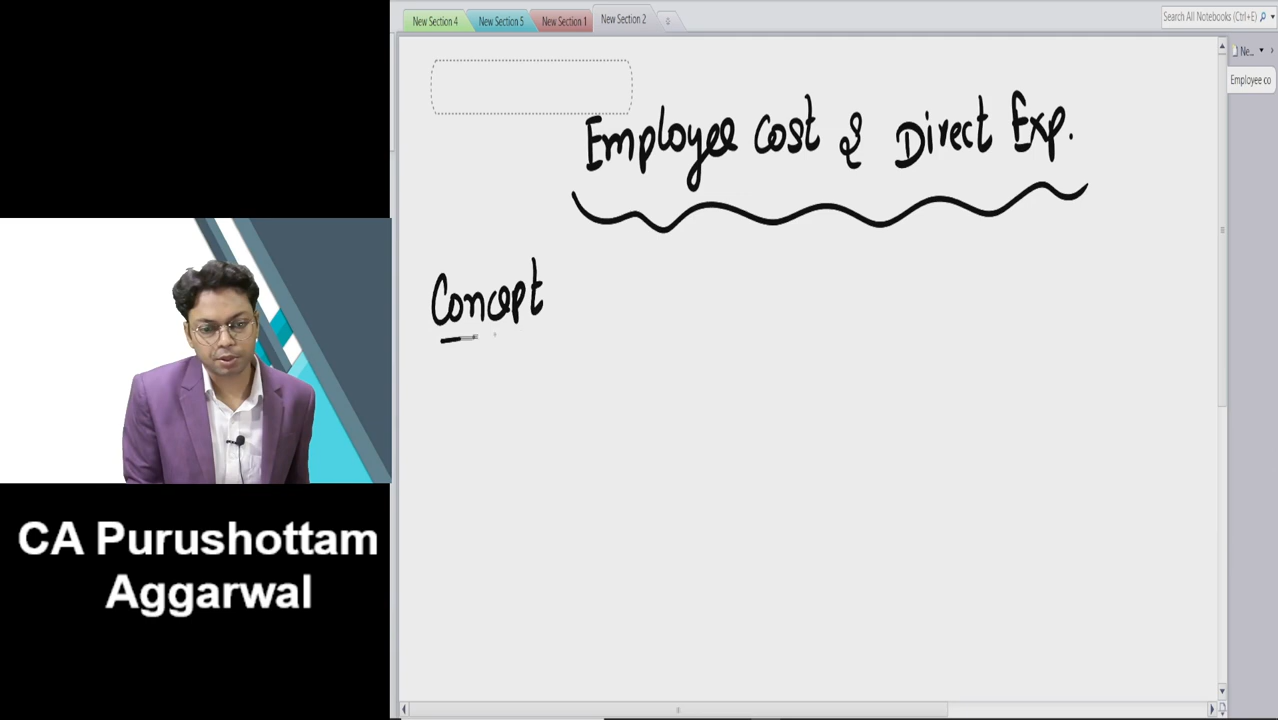 New Section 4
New Section 5
New Section 1
New Section 2
Search All Notebooks (Ctrl+E)
Ne...
Employee co
Employee Cost & Direct Exp.
Concept
CA Purushottam
Aggarwal